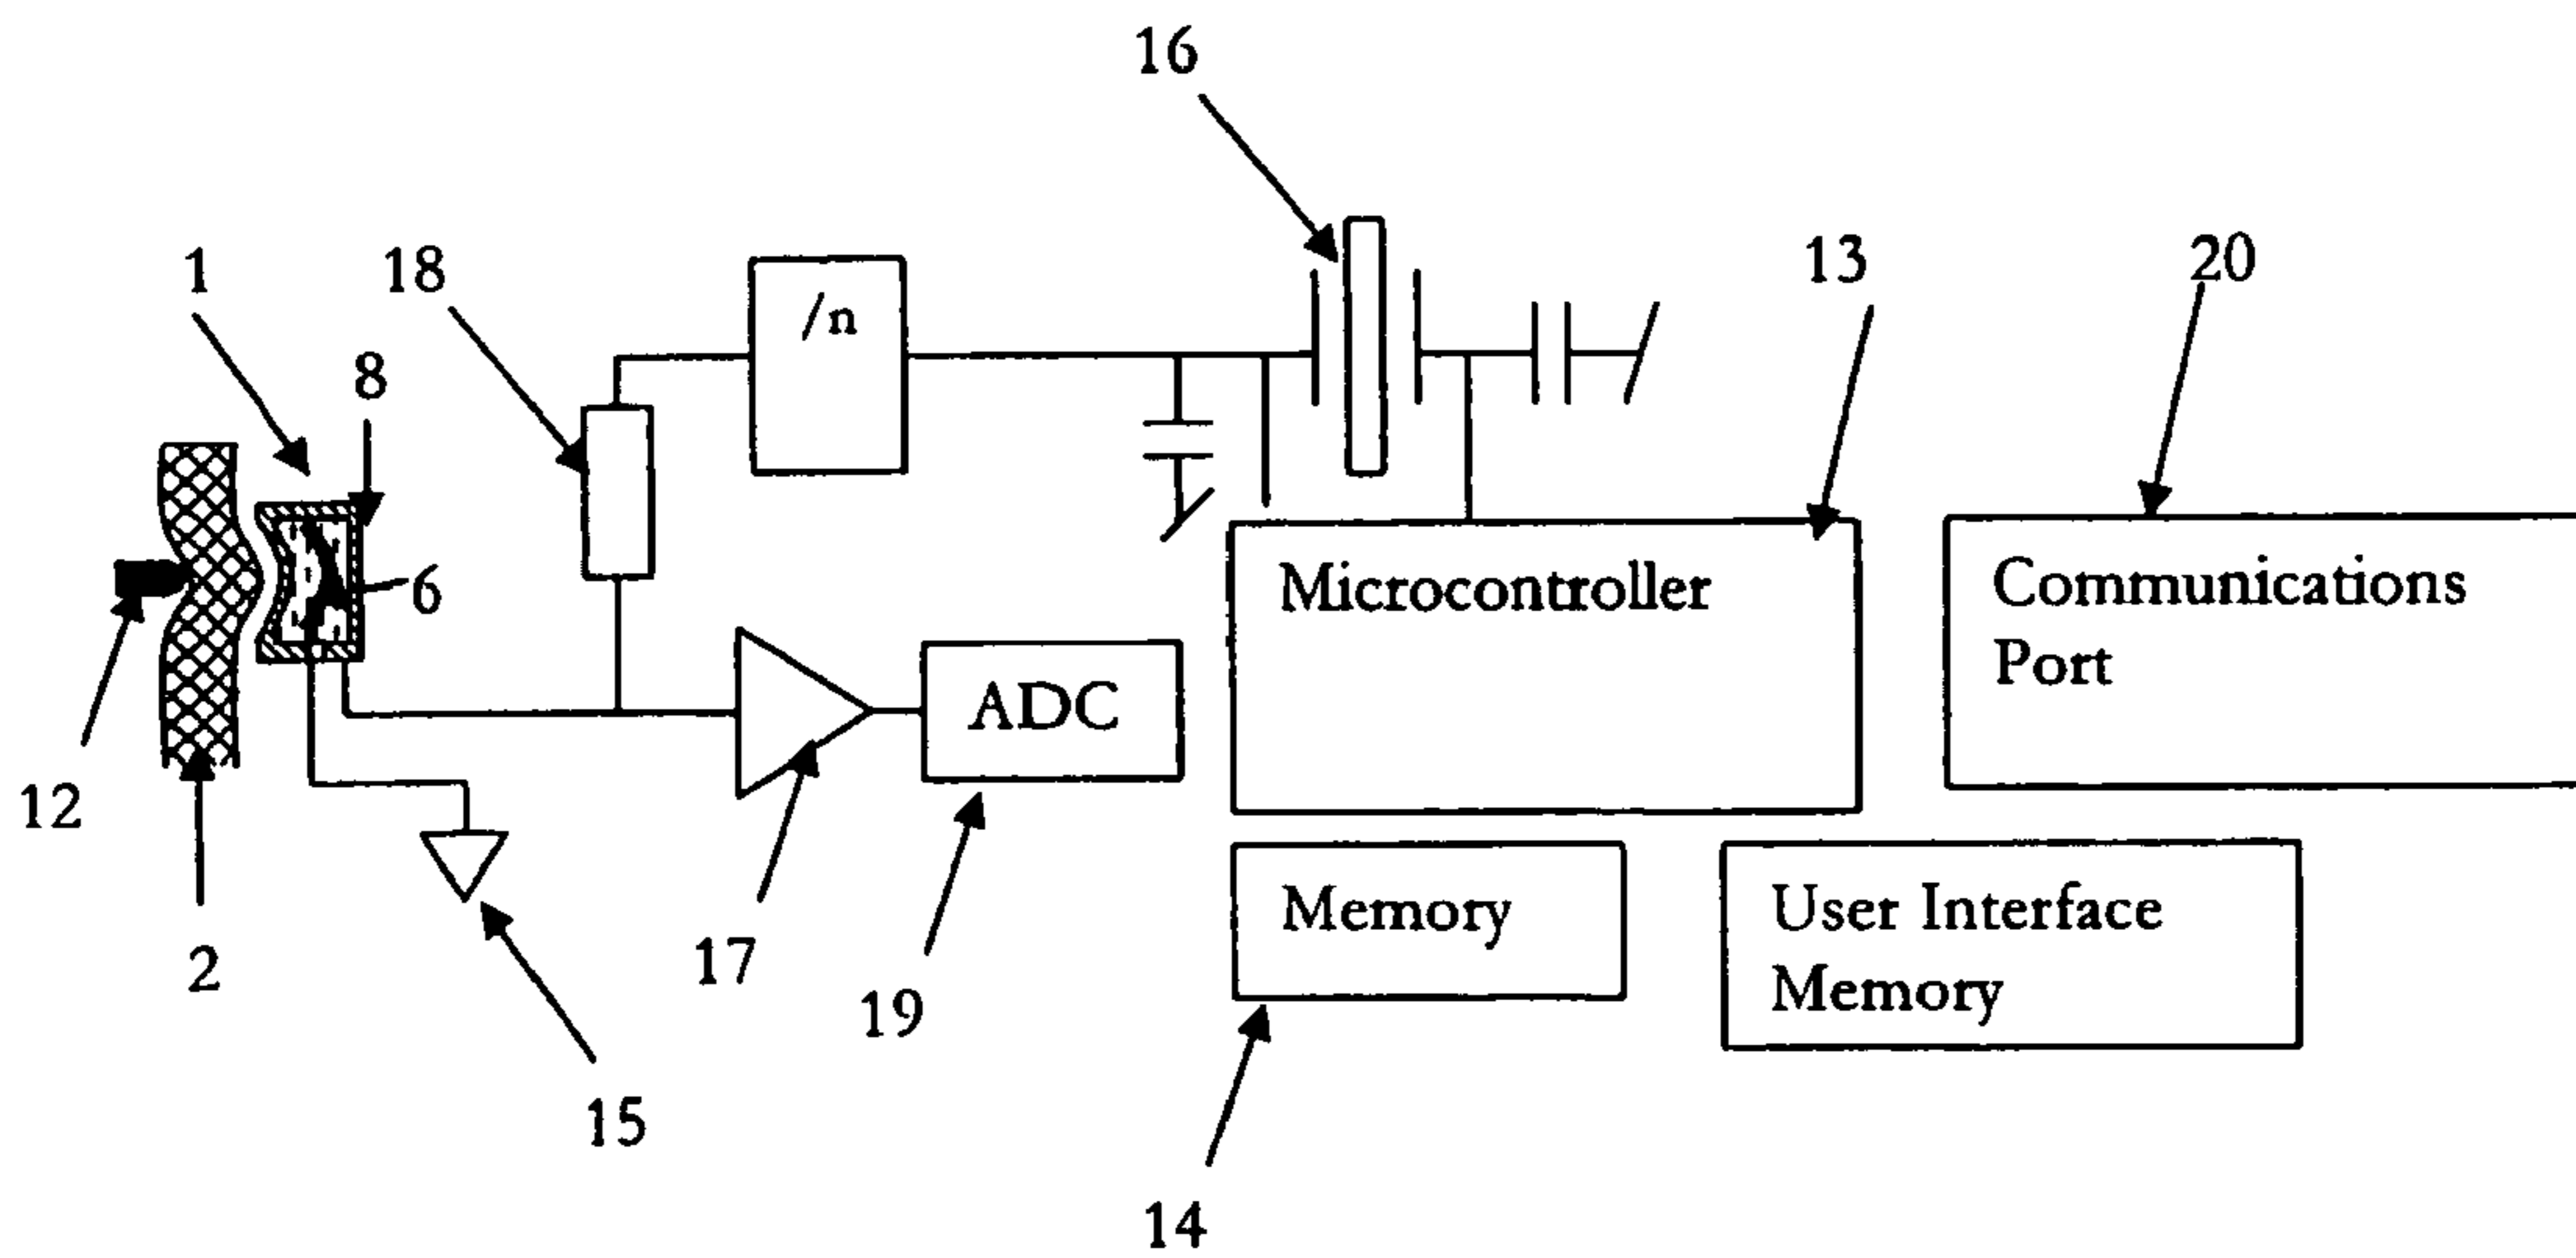 16
1
18
/n
13
20
8
6
Microcontroller
Communications
Port
ADC
12
2
17
19
Memory
User Interface
Memory
15
14